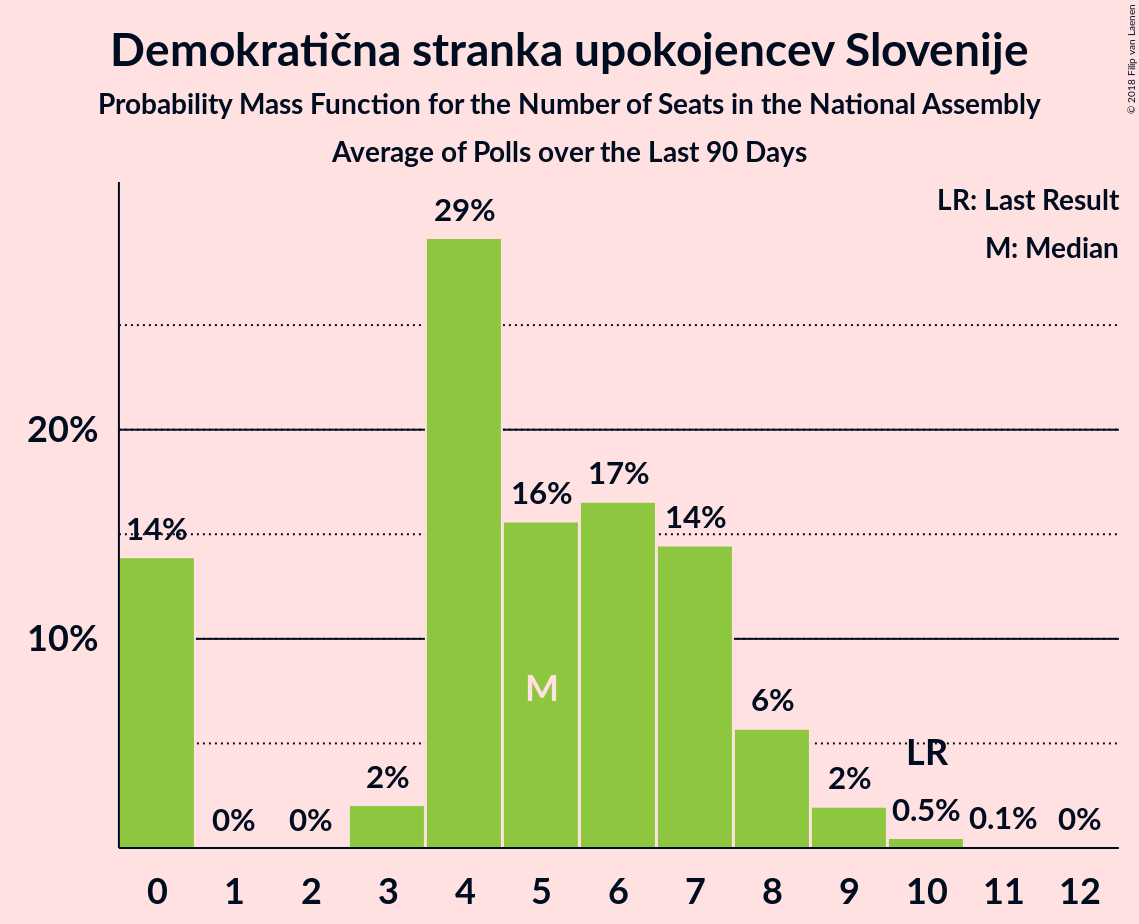 Demokratična stranka upokojencev Slovenije
Probability Mass Function for the Number of Seats in the National Assembly
Average of Polls over the Last 90 Days
© 2018 Filip van Laenen
LR: Last Result
M: Median
29%
20%
17%
16%
14%
14%
10%
M
6%
LR
2%
2%
0.5%
0.1%
0%
0%
0%
0 1 2 3 4 5 6 7 8 9 10 11 12